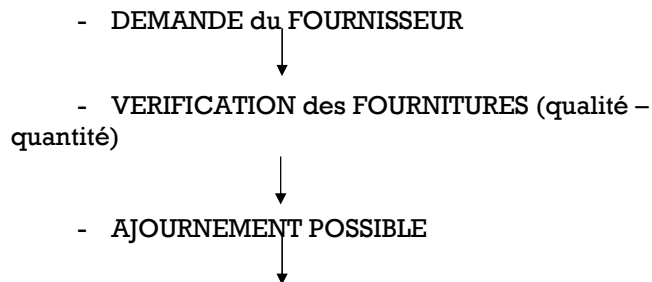 - DEMANDE du FOURNISSEUR
- VERIFICATION des FOURNITURES (qualité –
quantité)
- AJOURNEMENT POSSIBLE